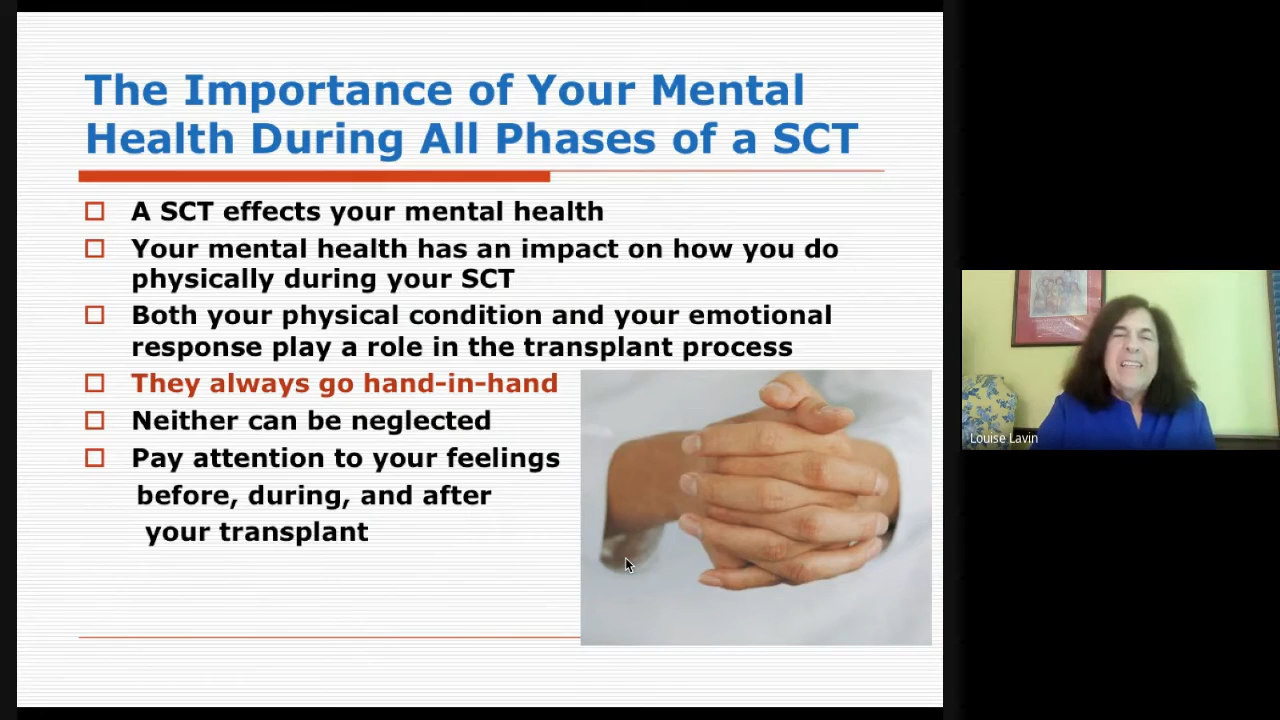 The Importance of Your Mental
Health During All Phases of a SCT
A SCT effects your mental health
Your mental health has an impact on how you do
physically during your SCT
Both your physical condition and your emotional
response play a role in the transplant process
They always go hand-in-hand
Neither can be neglected
Pay attention to your feelings
before, during, and after
your transplant
Louise Lavin